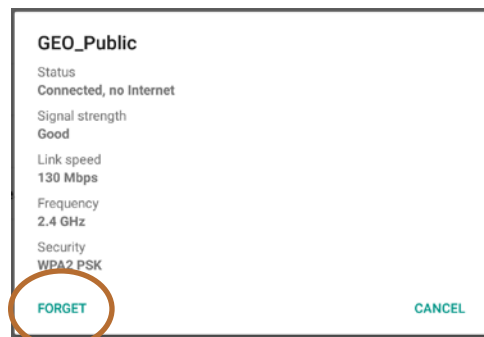 GEO_Public
Status
Connected, no Internet
Signal strength
Good
Link speed
130 Mbps
Frequency
2.4 GHz
Security
WPA2 PSK
FORGET CANCEL